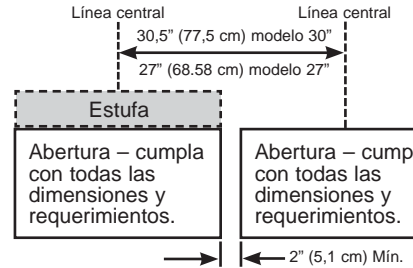 Línea central Línea central
30,5” (77,5 cm) modelo 30”
27” (68.58 cm) modelo 27”
Estufa
Abertura – cumpla
con todas las
dimensiones y
requerimientos.
Abertura – cump
con todas las
dimensiones y
requerimientos.
2” (5,1 cm) Mín.